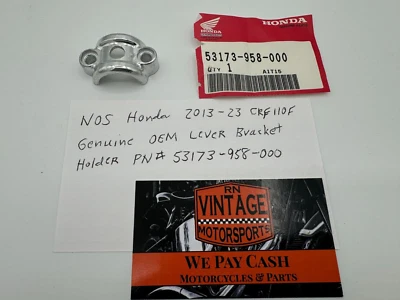 HONDA
53173-958-000
QTY 1
A1T15
NOS Honda 2013-23 CRF110F
Genuine OEM Lever Bracket
Holder PN# 53173-958-000
RN
VINTAGE
MOTORSPORTS
WE PAY CASH
MOTORCYCLES & PARTS